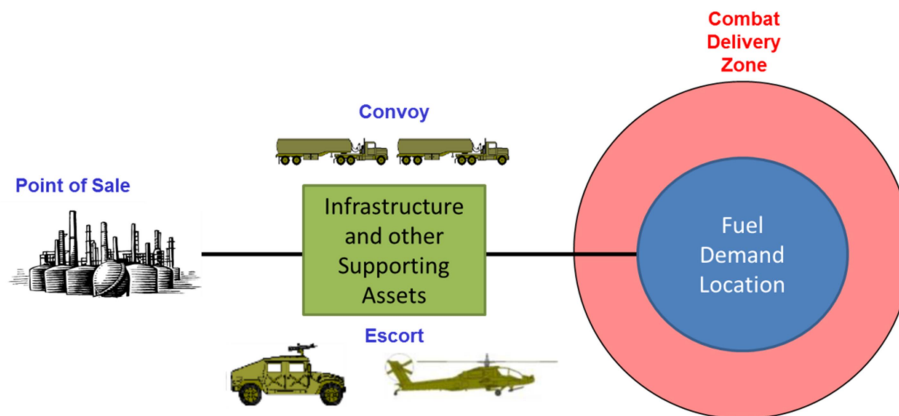 Combat
Delivery
Zone
Convoy
Point of Sale
Infrastructure
and other
Supporting
Assets
Fuel
Demand
Location
Escort